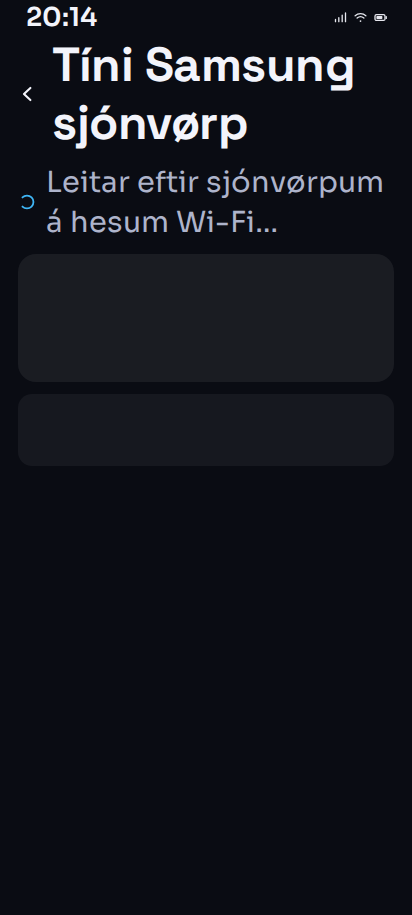 20:14
Tíni Samsung
sjónvørp
Leitar eftir sjónvørpum
á hesum Wi-Fi...